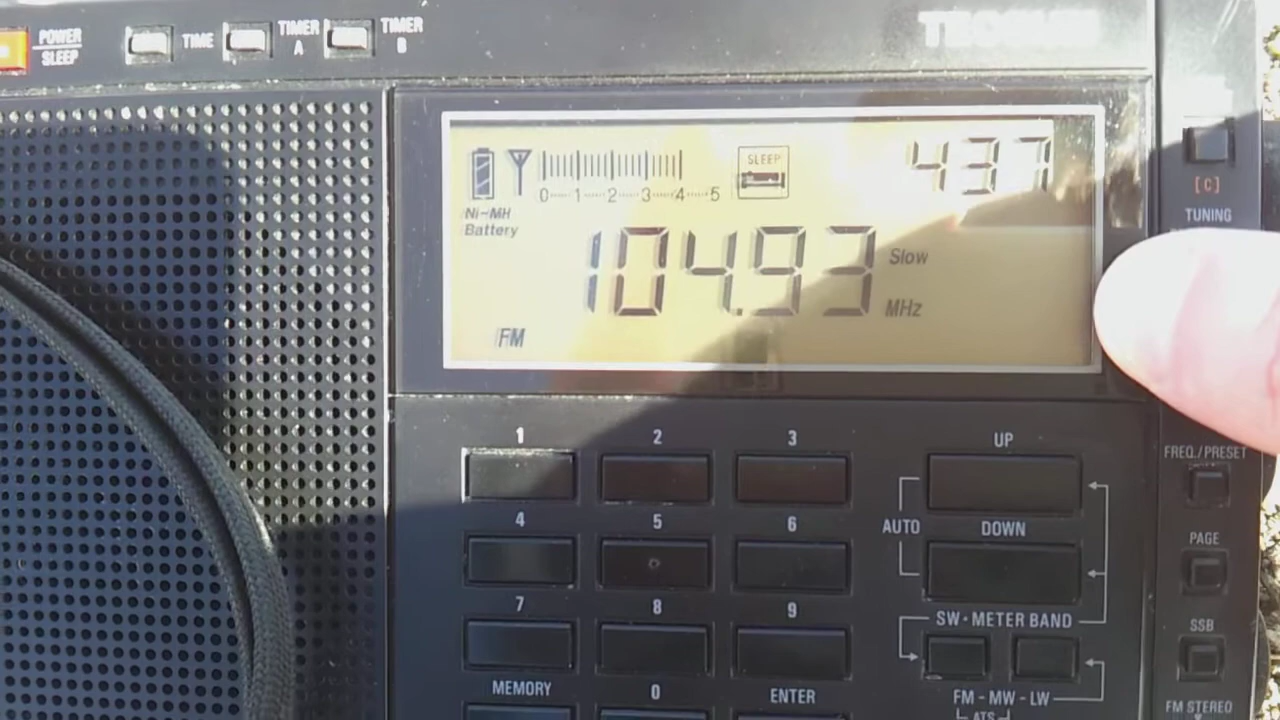 POWER
SLEEP
TIME
TIMER
A
TIMER
B
TECSUN
SLEEP
437
0 1 2 3 4 5
Ni-MH
Battery
104.93
Slow
MHz
FM
[C]
TUNING
1 2 3
UP
FREQ./PRESET
4 5 6
AUTO
DOWN
PAGE
7 8 9
SW·METER BAND
SSB
MEMORY
0
ENTER
FM-MW-LW
ATS
FM STEREO